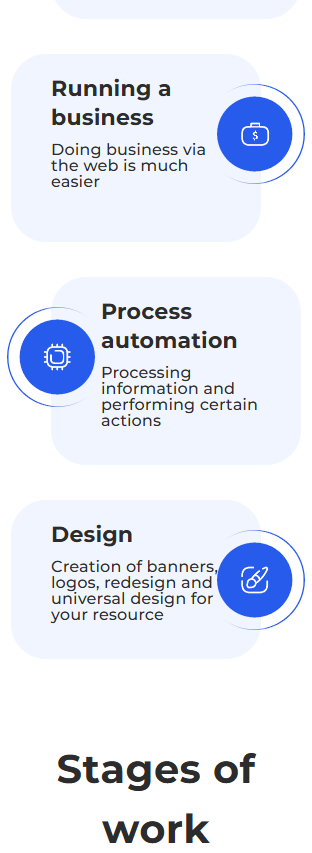 Running a
business
Doing business via
the web is much
easier
$
Process
automation
Processing
information and
performing certain
actions
Design
Creation of banners,
logos, redesign and
universal design for
your resource
Stages of
work